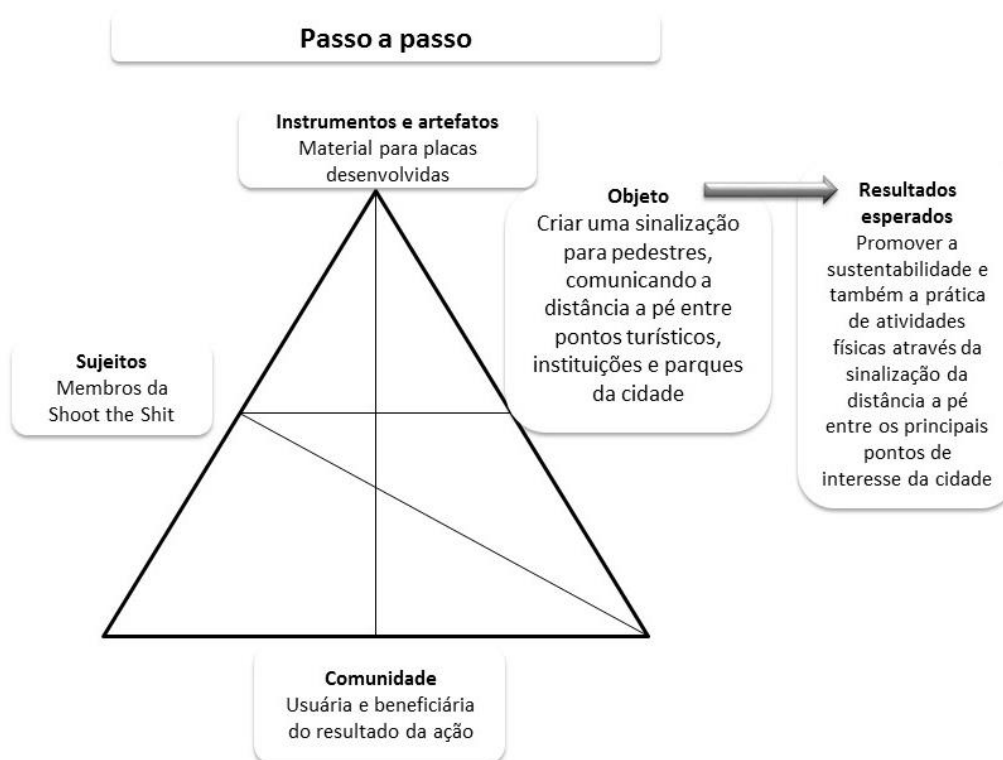 Passo a passo
Instrumentos e artefatos
Material para placas
desenvolvidas
Objeto
Criar uma sinalização
para pedestres,
comunicando a
distância a pé entre
pontos turísticos,
instituições e parques
da cidade
Resultados
esperados
Promover a
sustentabilidade e
também a prática
de atividades
físicas através da
sinalização da
distância a pé
entre os principais
pontos de
interesse da cidade
Sujeitos
Membros da
Shoot the Shit
Comunidade
Usuária e beneficiária
do resultado da ação